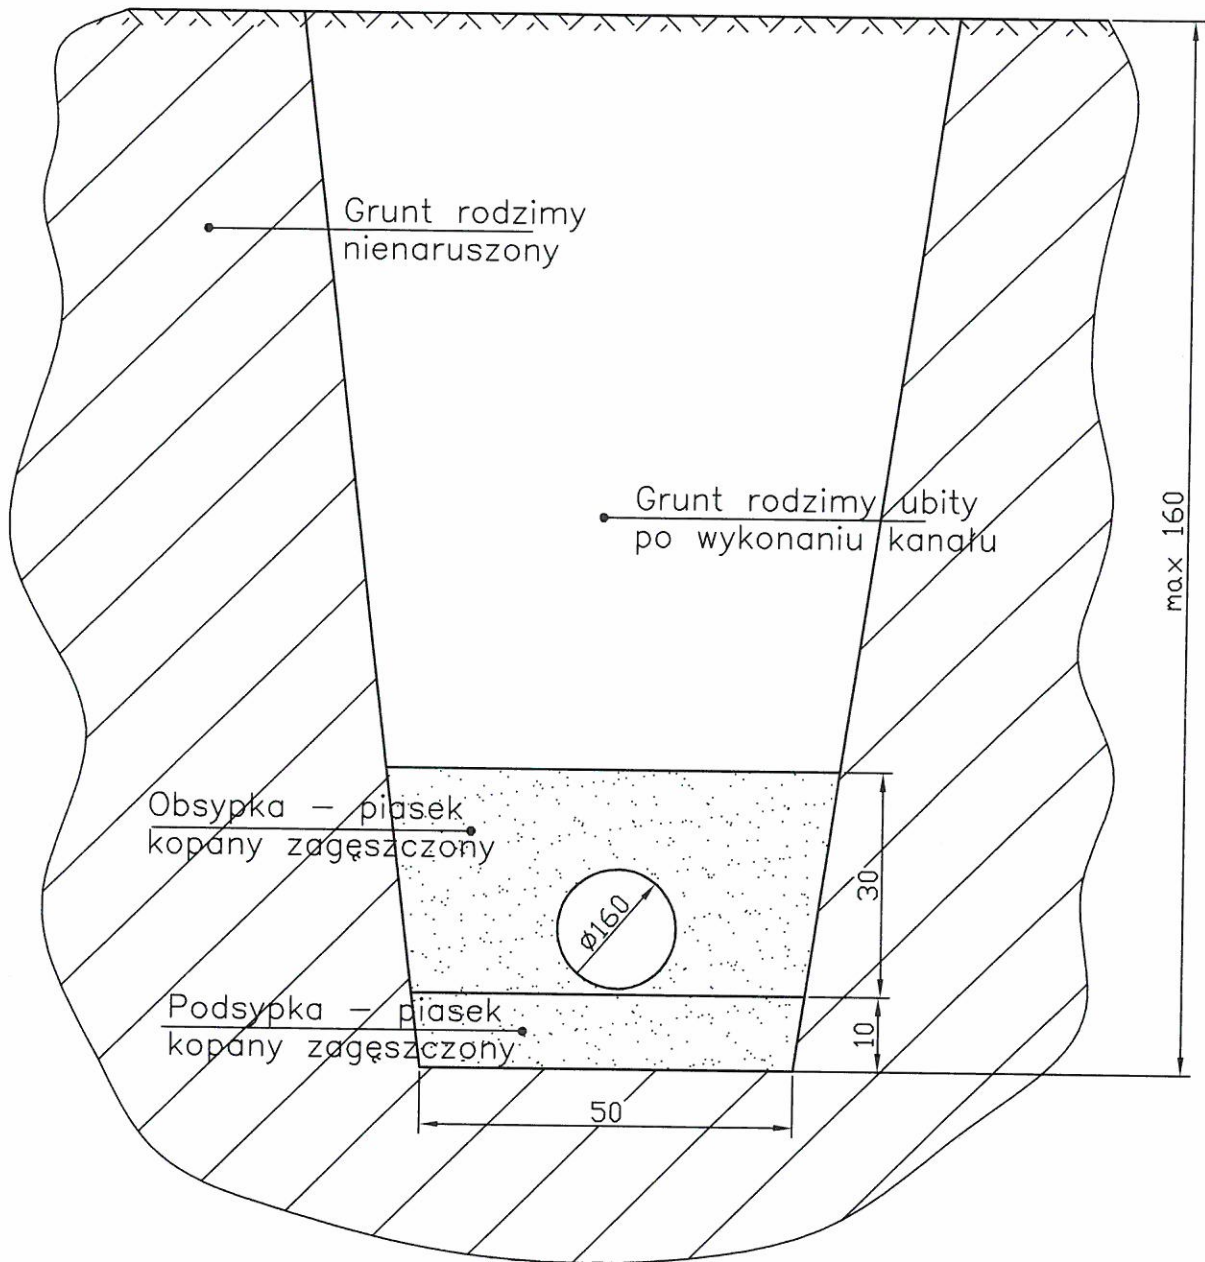 Grunt rodzimy
nienaruszony
Grunt rodzimy ubity
po wykonaniu kanału
max 160
Obsypka – piasek
kopany zagęszczony
30
ø160
Podsypka – piasek
kopany zagęszczony
10
50